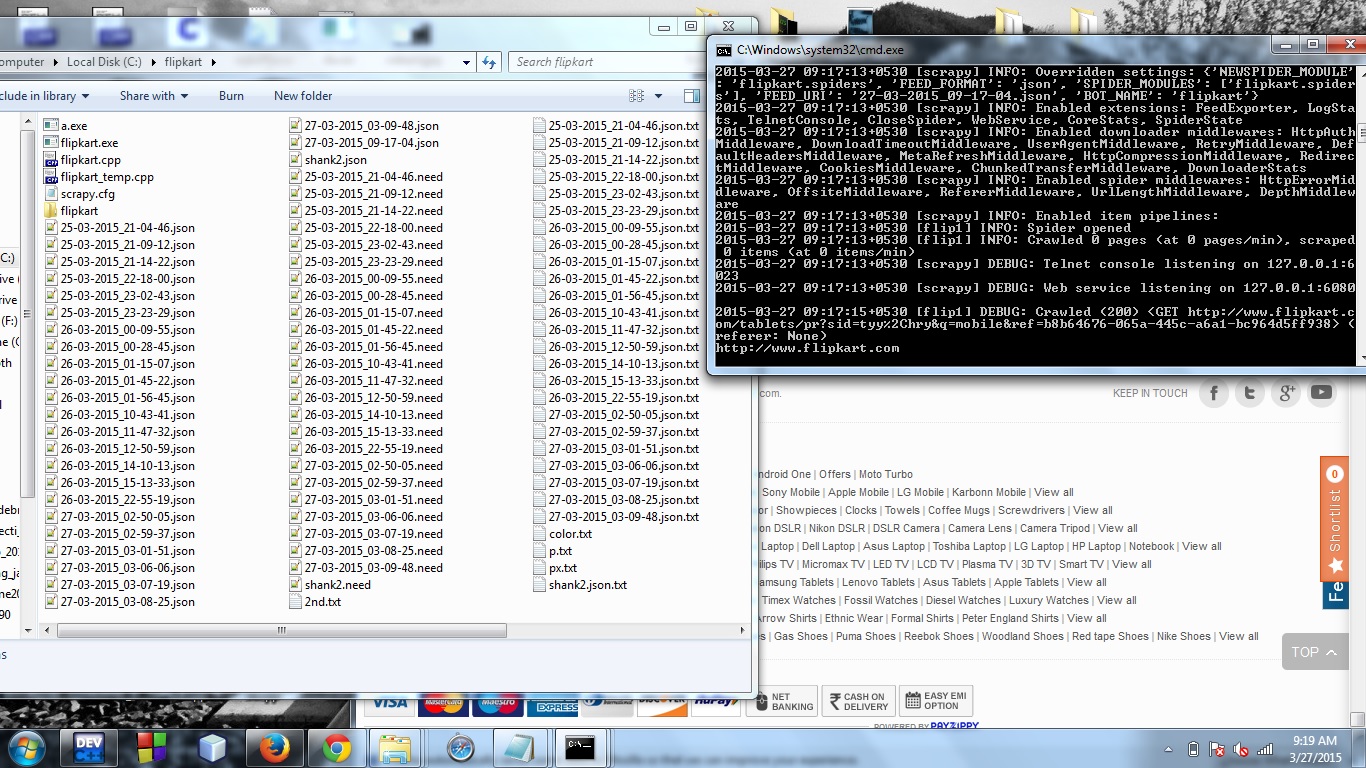 omputer ▸ Local Disk (C:) ▸ flipkart ▸
Search flipkart
clude in library ▾ Share with ▾ Burn New folder
a.exe
flipkart.exe
flipkart.cpp
flipkart_temp.cpp
scrapy.cfg
flipkart
25-03-2015_21-04-46.json
25-03-2015_21-09-12.json
25-03-2015_21-14-22.json
25-03-2015_22-18-00.json
25-03-2015_23-02-43.json
25-03-2015_23-23-29.json
26-03-2015_00-09-55.json
26-03-2015_00-28-45.json
26-03-2015_01-15-07.json
26-03-2015_01-45-22.json
26-03-2015_01-56-45.json
26-03-2015_10-43-41.json
26-03-2015_11-47-32.json
26-03-2015_12-50-59.json
26-03-2015_14-10-13.json
26-03-2015_15-13-33.json
26-03-2015_22-55-19.json
27-03-2015_02-50-05.json
27-03-2015_02-59-37.json
27-03-2015_03-01-51.json
27-03-2015_03-06-06.json
27-03-2015_03-07-19.json
27-03-2015_03-08-25.json
27-03-2015_03-09-48.json
27-03-2015_09-17-04.json
shank2.json
25-03-2015_21-04-46.need
25-03-2015_21-09-12.need
25-03-2015_21-14-22.need
25-03-2015_22-18-00.need
25-03-2015_23-02-43.need
25-03-2015_23-23-29.need
26-03-2015_00-09-55.need
26-03-2015_00-28-45.need
26-03-2015_01-15-07.need
26-03-2015_01-45-22.need
26-03-2015_01-56-45.need
26-03-2015_10-43-41.need
26-03-2015_11-47-32.need
26-03-2015_12-50-59.need
26-03-2015_14-10-13.need
26-03-2015_15-13-33.need
26-03-2015_22-55-19.need
27-03-2015_02-50-05.need
27-03-2015_02-59-37.need
27-03-2015_03-01-51.need
27-03-2015_03-06-06.need
27-03-2015_03-07-19.need
27-03-2015_03-08-25.need
27-03-2015_03-09-48.need
shank2.need
2nd.txt
25-03-2015_21-04-46.json.txt
25-03-2015_21-09-12.json.txt
25-03-2015_21-14-22.json.txt
25-03-2015_22-18-00.json.txt
25-03-2015_23-02-43.json.txt
25-03-2015_23-23-29.json.txt
26-03-2015_00-09-55.json.txt
26-03-2015_00-28-45.json.txt
26-03-2015_01-15-07.json.txt
26-03-2015_01-45-22.json.txt
26-03-2015_01-56-45.json.txt
26-03-2015_10-43-41.json.txt
26-03-2015_11-47-32.json.txt
26-03-2015_12-50-59.json.txt
26-03-2015_14-10-13.json.txt
26-03-2015_15-13-33.json.txt
26-03-2015_22-55-19.json.txt
27-03-2015_02-50-05.json.txt
27-03-2015_02-59-37.json.txt
27-03-2015_03-01-51.json.txt
27-03-2015_03-06-06.json.txt
27-03-2015_03-07-19.json.txt
27-03-2015_03-08-25.json.txt
27-03-2015_03-09-48.json.txt
color.txt
p.txt
px.txt
shank2.json.txt
C:\Windows\system32\cmd.exe
2015-03-27 09:17:13+0530 [scrapy] INFO: Overridden settings: {'NEWSPIDER_MODULE'
: 'flipkart.spiders', 'FEED_FORMAT': 'json', 'SPIDER_MODULES': ['flipkart.spider
s'], 'FEED_URI': '27-03-2015_09-17-04.json', 'BOT_NAME': 'flipkart'}
2015-03-27 09:17:13+0530 [scrapy] INFO: Enabled extensions: FeedExporter, LogSta
ts, TelnetConsole, CloseSpider, WebService, CoreStats, SpiderState
2015-03-27 09:17:13+0530 [scrapy] INFO: Enabled downloader middlewares: HttpAuth
Middleware, DownloadTimeoutMiddleware, UserAgentMiddleware, RetryMiddleware, Def
aultHeadersMiddleware, MetaRefreshMiddleware, HttpCompressionMiddleware, Redirec
tMiddleware, CookiesMiddleware, ChunkedTransferMiddleware, DownloaderStats
2015-03-27 09:17:13+0530 [scrapy] INFO: Enabled spider middlewares: HttpErrorMid
dleware, OffsiteMiddleware, RefererMiddleware, UrlLengthMiddleware, DepthMiddlew
are
2015-03-27 09:17:13+0530 [scrapy] INFO: Enabled item pipelines:
2015-03-27 09:17:13+0530 [flip1] INFO: Spider opened
2015-03-27 09:17:13+0530 [flip1] INFO: Crawled 0 pages (at 0 pages/min), scraped
0 items (at 0 items/min)
2015-03-27 09:17:13+0530 [scrapy] DEBUG: Telnet console listening on 127.0.0.1:6
023
2015-03-27 09:17:13+0530 [scrapy] DEBUG: Web service listening on 127.0.0.1:6080
2015-03-27 09:17:15+0530 [flip1] DEBUG: Crawled (200) <GET http://www.flipkart.c
om/tablets/pr?sid=tyy%2Chry&q=mobile&ref=b8b64676-065a-445c-a6a1-bc964d5ff938> (
referer: None)
http://www.flipkart.com
.com.
KEEP IN TOUCH
ndroid One | Offers | Moto Turbo
Sony Mobile | Apple Mobile | LG Mobile | Karbonn Mobile | View all
or | Showpieces | Clocks | Towels | Coffee Mugs | Screwdrivers | View all
on DSLR | Nikon DSLR | DSLR Camera | Camera Lens | Camera Tripod | View all
Laptop | Dell Laptop | Asus Laptop | Toshiba Laptop | LG Laptop | HP Laptop | Notebook | View all
ilips TV | Micromax TV | LED TV | LCD TV | Plasma TV | 3D TV | Smart TV | View all
amsung Tablets | Lenovo Tablets | Asus Tablets | Apple Tablets | View all
Timex Watches | Fossil Watches | Diesel Watches | Luxury Watches | View all
Arrow Shirts | Ethnic Wear | Formal Shirts | Peter England Shirts | View all
es | Gas Shoes | Puma Shoes | Reebok Shoes | Woodland Shoes | Red tape Shoes | Nike Shoes | View all
0
Shortlist
Fe
TOP
VISA MasterCard Maestro EXPRESS DISCOVER RuPay
NET BANKING
CASH ON DELIVERY
EASY EMI OPTION
POWERED BY PAYZIPPY
DEV C++
9:19 AM
3/27/2015